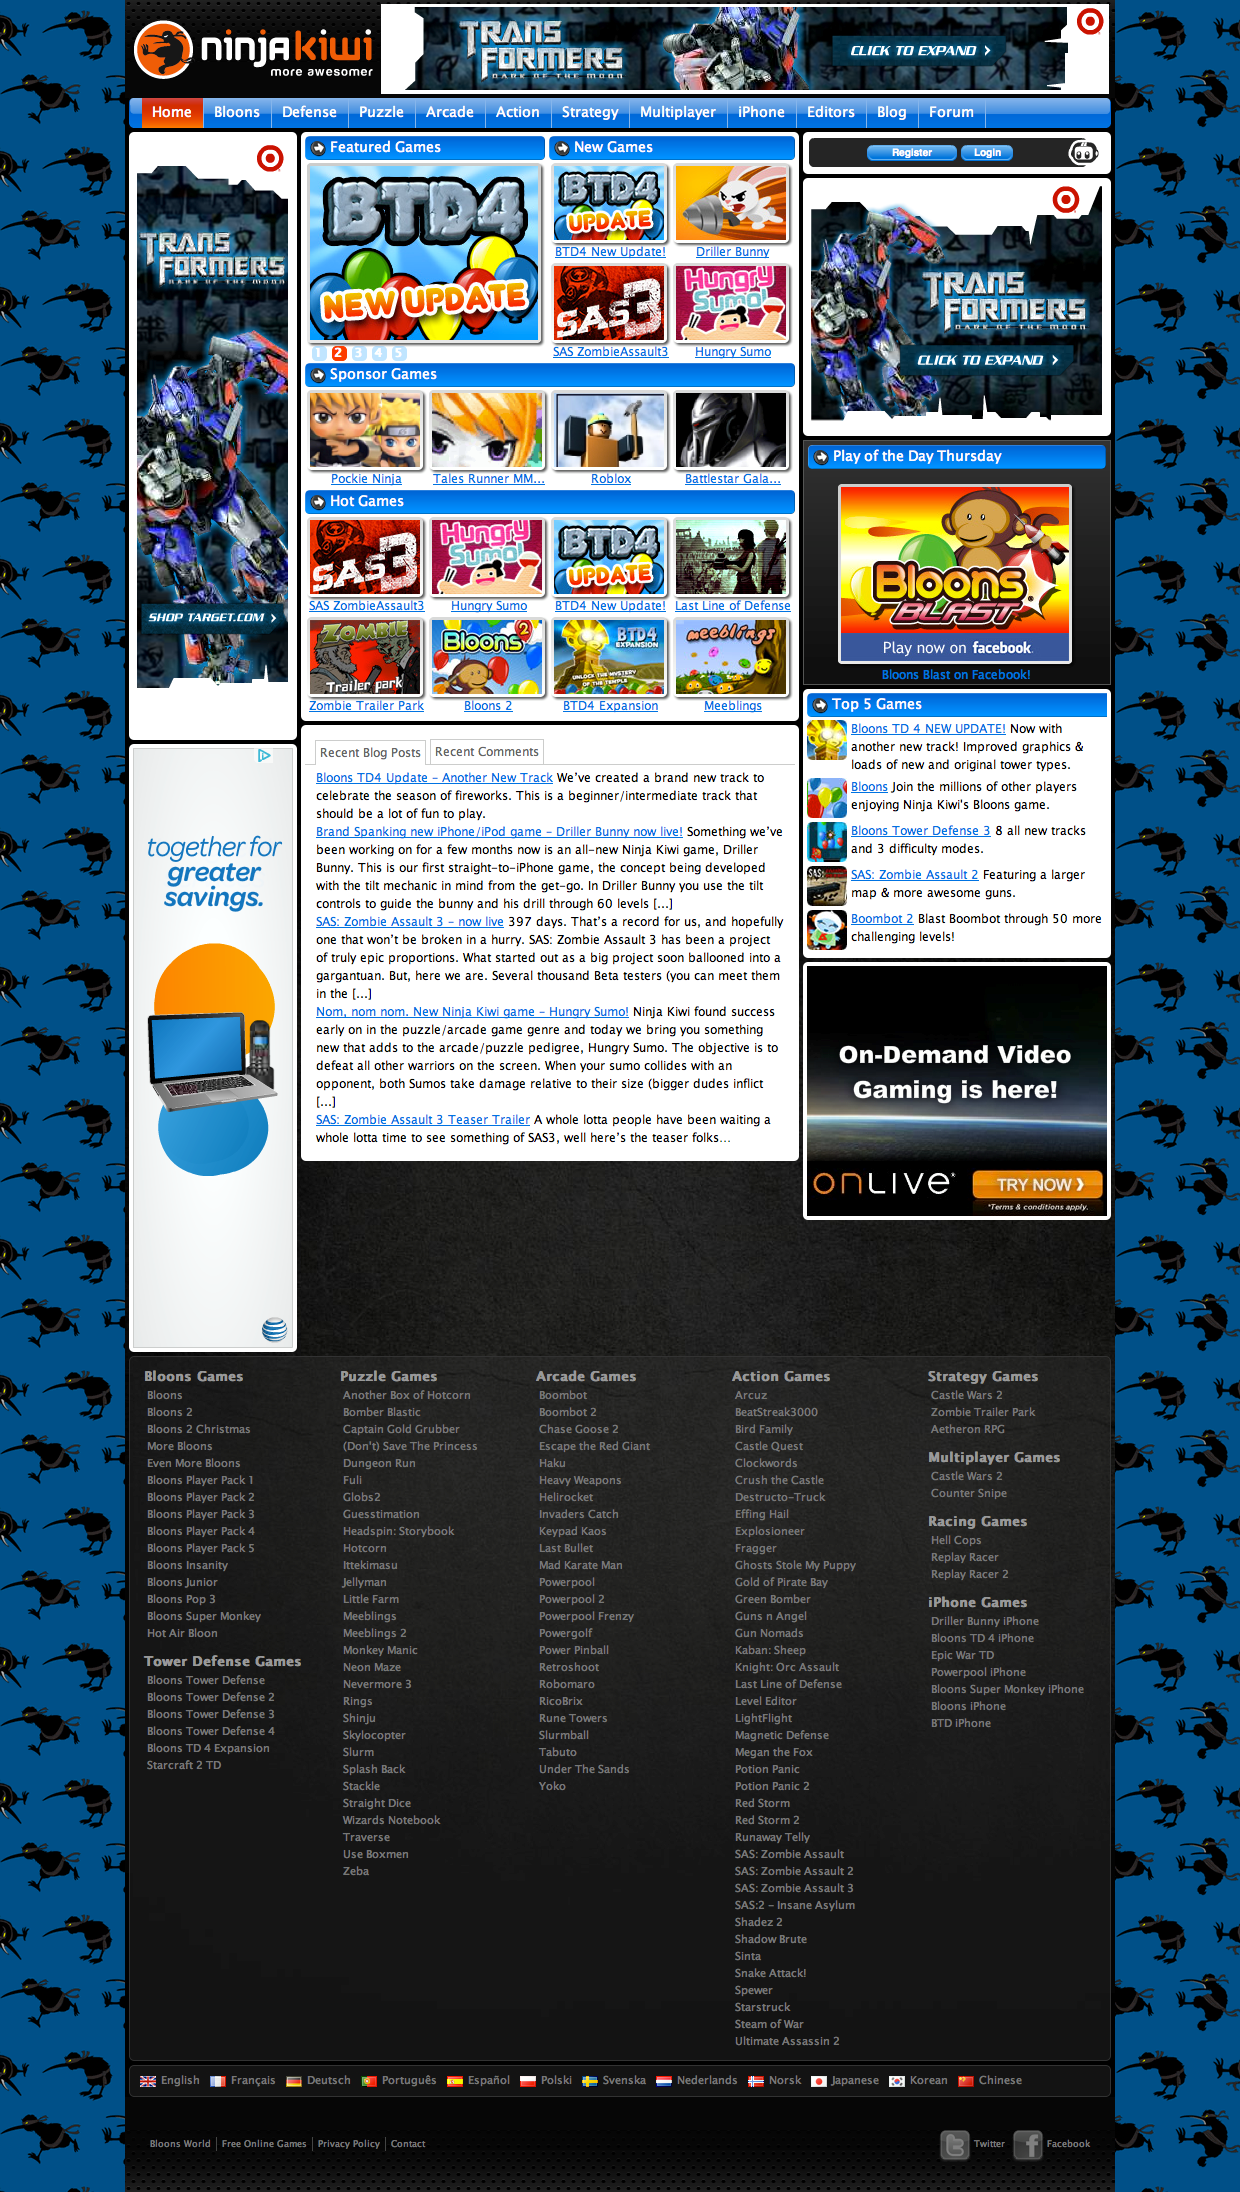 ninjakiwi
more awesomer
TRANS
FORMERS
DARK OF THE MOON
CLICK TO EXPAND >
Home Bloons Defense Puzzle Arcade Action Strategy Multiplayer iPhone Editors Blog Forum
TRANS
FORMERS
DARK OF THE MOON
SHOP TARGET.COM >
together for
greater
savings.
Featured Games
BTD4
NEW UPDATE
1 2 3 4 5
New Games
BTD4
UPDATE
BTD4 New Update!
Driller Bunny
SAS3
SAS ZombieAssault3
Hungry
Sumo!
Hungry Sumo
Sponsor Games
Pockie Ninja
Tales Runner MM...
Roblox
Battlestar Gala...
Hot Games
SAS3
SAS ZombieAssault3
Hungry
Sumo!
Hungry Sumo
BTD4
UPDATE
BTD4 New Update!
Last Line of Defense
ZOMBIE
Trailer park
Zombie Trailer Park
Bloons 2
Bloons 2
BTD4
EXPANSION
UNLOCK THE MYSTERY
OF THE TEMPLE
BTD4 Expansion
meeblings
Meeblings
Recent Blog Posts
Recent Comments
Bloons TD4 Update – Another New Track We've created a brand new track to
celebrate the season of fireworks. This is a beginner/intermediate track that
should be a lot of fun to play.
Brand Spanking new iPhone/iPod game – Driller Bunny now live! Something we've
been working on for a few months now is an all-new Ninja Kiwi game, Driller
Bunny. This is our first straight-to-iPhone game, the concept being developed
with the tilt mechanic in mind from the get-go. In Driller Bunny you use the tilt
controls to guide the bunny and his drill through 60 levels [...]
SAS: Zombie Assault 3 – now live 397 days. That's a record for us, and hopefully
one that won't be broken in a hurry. SAS: Zombie Assault 3 has been a project
of truly epic proportions. What started out as a big project soon ballooned into a
gargantuan. But, here we are. Several thousand Beta testers (you can meet them
in the [...]
Nom, nom nom. New Ninja Kiwi game – Hungry Sumo! Ninja Kiwi found success
early on in the puzzle/arcade game genre and today we bring you something
new that adds to the arcade/puzzle pedigree, Hungry Sumo. The objective is to
defeat all other warriors on the screen. When your sumo collides with an
opponent, both Sumos take damage relative to their size (bigger dudes inflict
[...]
SAS: Zombie Assault 3 Teaser Trailer A whole lotta people have been waiting a
whole lotta time to see something of SAS3, well here's the teaser folks...
Register
Login
TRANS
FORMERS
DARK OF THE MOON
CLICK TO EXPAND >
Play of the Day Thursday
Bloons
BLAST
Play now on facebook
Bloons Blast on Facebook!
Top 5 Games
Bloons TD 4 NEW UPDATE! Now with
another new track! Improved graphics &
loads of new and original tower types.
Bloons Join the millions of other players
enjoying Ninja Kiwi's Bloons game.
Bloons Tower Defense 3 8 all new tracks
and 3 difficulty modes.
SAS: Zombie Assault 2 Featuring a larger
map & more awesome guns.
Boombot 2 Blast Boombot through 50 more
challenging levels!
On-Demand Video
Gaming is here!
ONLIVE
TRY NOW >
*Terms & conditions apply.
Bloons Games
Bloons
Bloons 2
Bloons 2 Christmas
More Bloons
Even More Bloons
Bloons Player Pack 1
Bloons Player Pack 2
Bloons Player Pack 3
Bloons Player Pack 4
Bloons Player Pack 5
Bloons Insanity
Bloons Junior
Bloons Pop 3
Bloons Super Monkey
Hot Air Bloon
Tower Defense Games
Bloons Tower Defense
Bloons Tower Defense 2
Bloons Tower Defense 3
Bloons Tower Defense 4
Bloons TD 4 Expansion
Starcraft 2 TD
Puzzle Games
Another Box of Hotcorn
Bomber Blastic
Captain Gold Grubber
(Don't) Save The Princess
Dungeon Run
Fuli
Globs2
Guesstimation
Headspin: Storybook
Hotcorn
Ittekimasu
Jellyman
Little Farm
Meeblings
Meeblings 2
Monkey Manic
Neon Maze
Nevermore 3
Rings
Shinju
Skylocopter
Slurm
Splash Back
Stackle
Straight Dice
Wizards Notebook
Traverse
Use Boxmen
Zeba
Arcade Games
Boombot
Boombot 2
Chase Goose 2
Escape the Red Giant
Haku
Heavy Weapons
Helirocket
Invaders Catch
Keypad Kaos
Last Bullet
Mad Karate Man
Powerpool
Powerpool 2
Powerpool Frenzy
Powergolf
Power Pinball
Retroshoot
Robomaro
RicoBrix
Rune Towers
Slurmball
Tabuto
Under The Sands
Yoko
Action Games
Arcuz
BeatStreak3000
Bird Family
Castle Quest
Clockwords
Crush the Castle
Destructo-Truck
Effing Hail
Explosioneer
Fragger
Ghosts Stole My Puppy
Gold of Pirate Bay
Green Bomber
Guns n Angel
Gun Nomads
Kaban: Sheep
Knight: Orc Assault
Last Line of Defense
Level Editor
LightFlight
Magnetic Defense
Megan the Fox
Potion Panic
Potion Panic 2
Red Storm
Red Storm 2
Runaway Telly
SAS: Zombie Assault
SAS: Zombie Assault 2
SAS: Zombie Assault 3
SAS:2 – Insane Asylum
Shadez 2
Shadow Brute
Sinta
Snake Attack!
Spewer
Starstruck
Steam of War
Ultimate Assassin 2
Strategy Games
Castle Wars 2
Zombie Trailer Park
Aetheron RPG
Multiplayer Games
Castle Wars 2
Counter Snipe
Racing Games
Hell Cops
Replay Racer
Replay Racer 2
iPhone Games
Driller Bunny iPhone
Bloons TD 4 iPhone
Epic War TD
Powerpool iPhone
Bloons Super Monkey iPhone
Bloons iPhone
BTD iPhone
English Français Deutsch Português Español Polski Svenska Nederlands Norsk Japanese Korean Chinese
Bloons World | Free Online Games | Privacy Policy | Contact
Twitter
Facebook